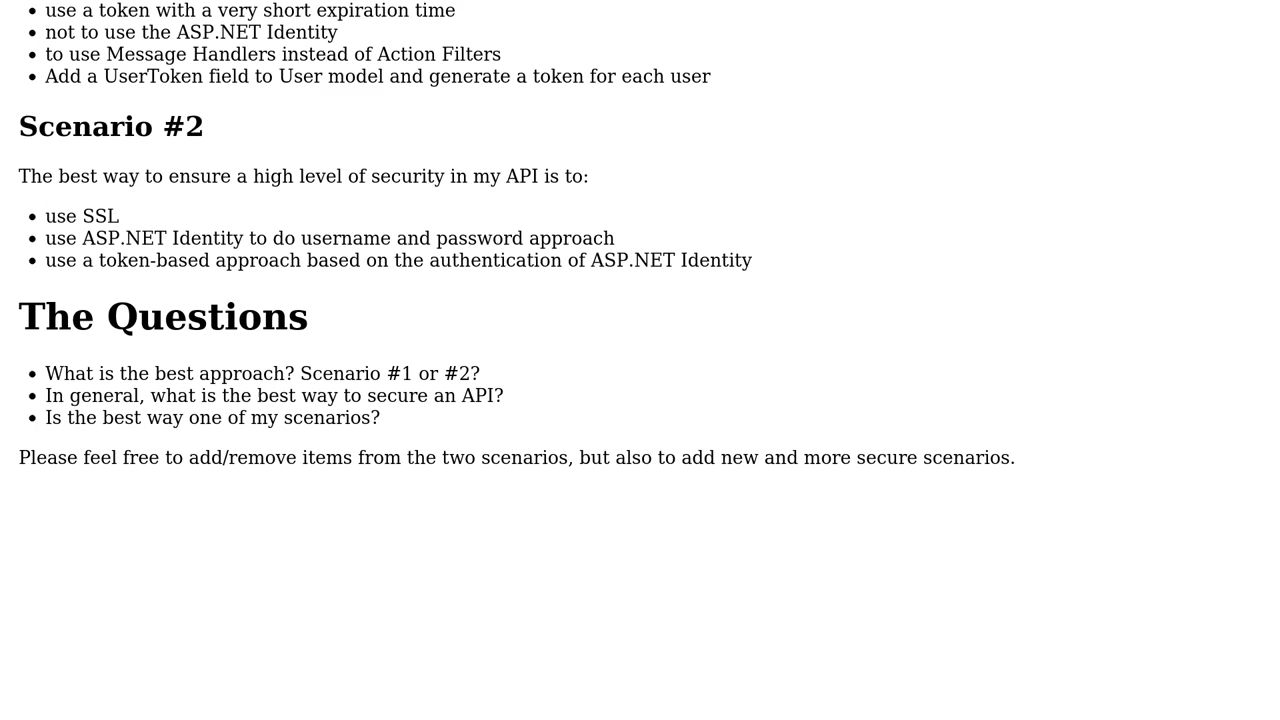 use a token with a very short expiration time
not to use the ASP.NET Identity
to use Message Handlers instead of Action Filters
Add a UserToken field to User model and generate a token for each user
Scenario #2
The best way to ensure a high level of security in my API is to:
use SSL
use ASP.NET Identity to do username and password approach
use a token-based approach based on the authentication of ASP.NET Identity
The Questions
What is the best approach? Scenario #1 or #2?
In general, what is the best way to secure an API?
Is the best way one of my scenarios?
Please feel free to add/remove items from the two scenarios, but also to add new and more secure scenarios.